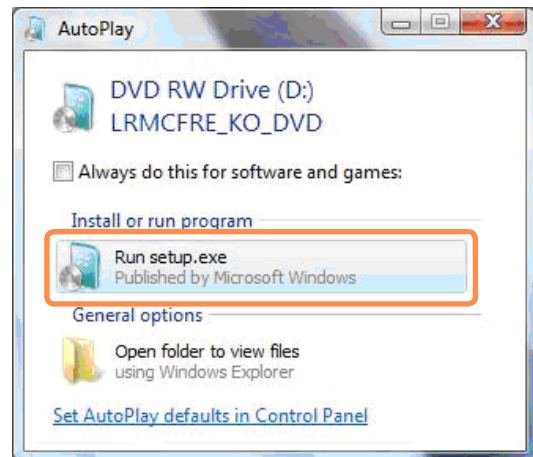 AutoPlay
DVD RW Drive (D:)
LRMCFRE_KO_DVD
Always do this for software and games:
Install or run program
Run setup.exe
Published by Microsoft Windows
General options
Open folder to view files
using Windows Explorer
Set AutoPlay defaults in Control Panel